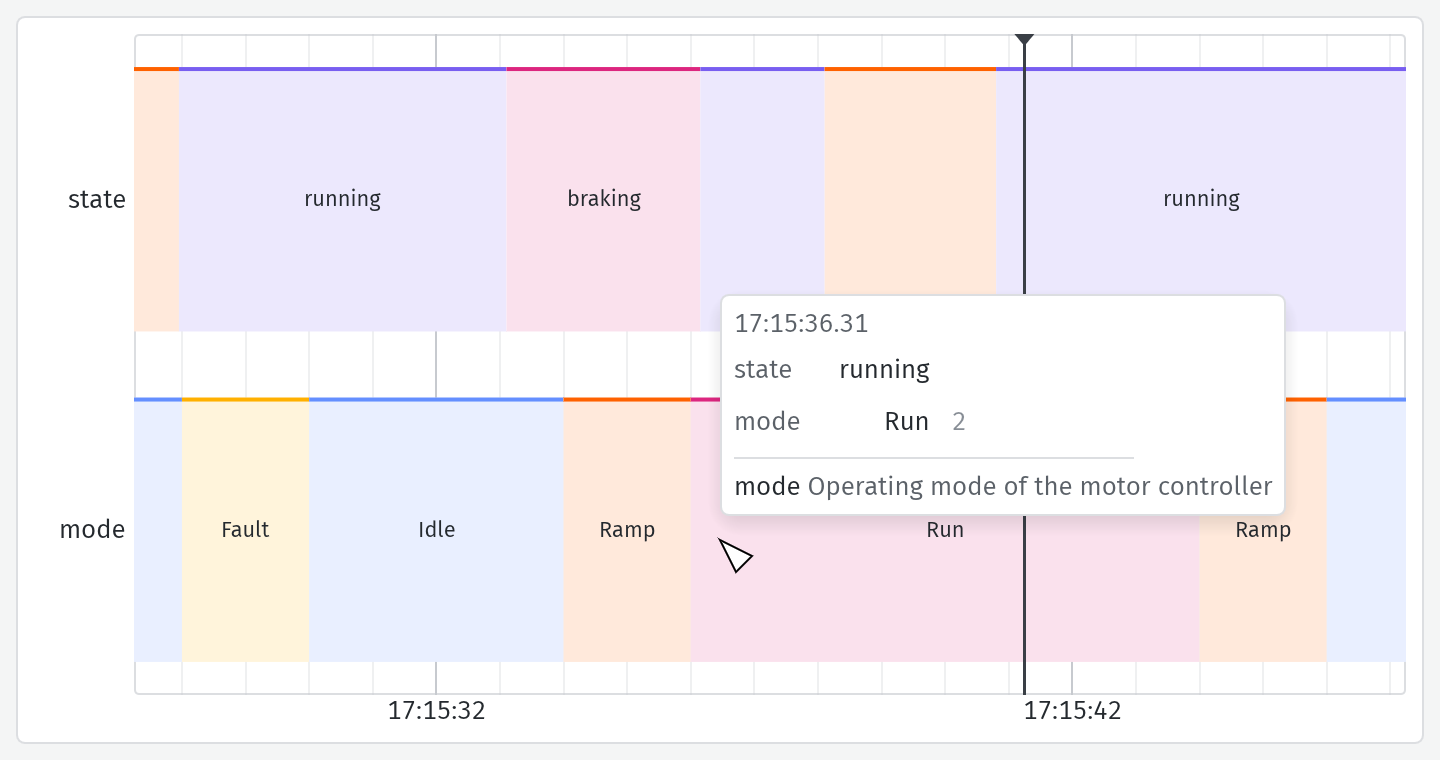 state
running
braking
running
17:15:36.31
state running
mode Run 2
mode Operating mode of the motor controller
mode
Fault
Idle
Ramp
Run
Ramp
17:15:32
17:15:42